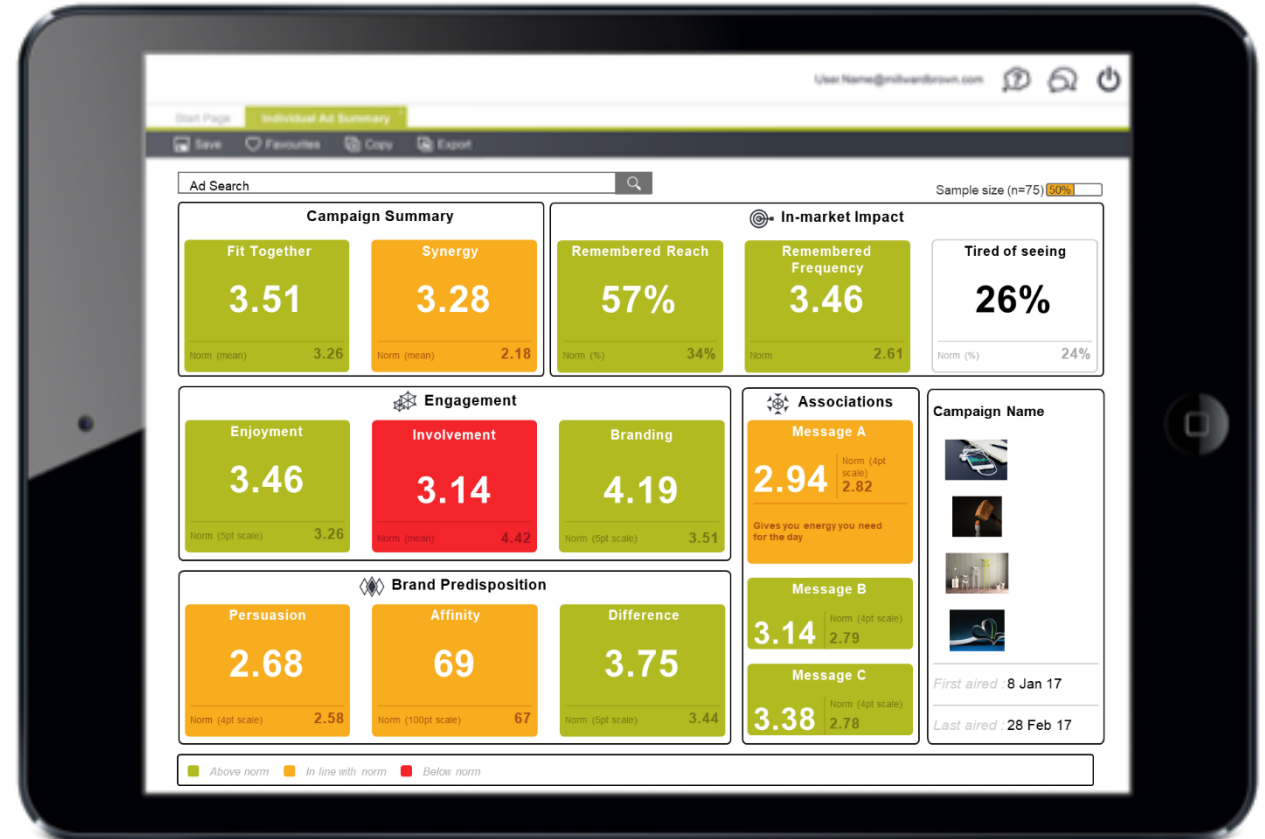 User.Name@millwardbrown.com
Start Page
Individual Ad Summary
Save
Favourites
Copy
Export
Ad Search
Sample size (n=75) 50%
Campaign Summary
Fit Together
3.51
Norm (mean) 3.26
Synergy
3.28
Norm (mean) 2.18
In-market Impact
Remembered Reach
57%
Norm (%) 34%
Remembered
Frequency
3.46
Norm 2.61
Tired of seeing
26%
Norm (%) 24%
Engagement
Enjoyment
3.46
Norm (5pt scale) 3.26
Involvement
3.14
Norm (mean) 4.42
Branding
4.19
Norm (5pt scale) 3.51
Brand Predisposition
Persuasion
2.68
Norm (4pt scale) 2.58
Affinity
69
Norm (100pt scale) 67
Difference
3.75
Norm (5pt scale) 3.44
Associations
Message A
2.94
Norm (4pt
scale)
2.82
Gives you energy you need
for the day
Message B
3.14
Norm (4pt scale)
2.79
Message C
3.38
Norm (4pt scale)
2.78
Campaign Name
First aired : 8 Jan 17
Last aired : 28 Feb 17
Above norm
In line with norm
Below norm